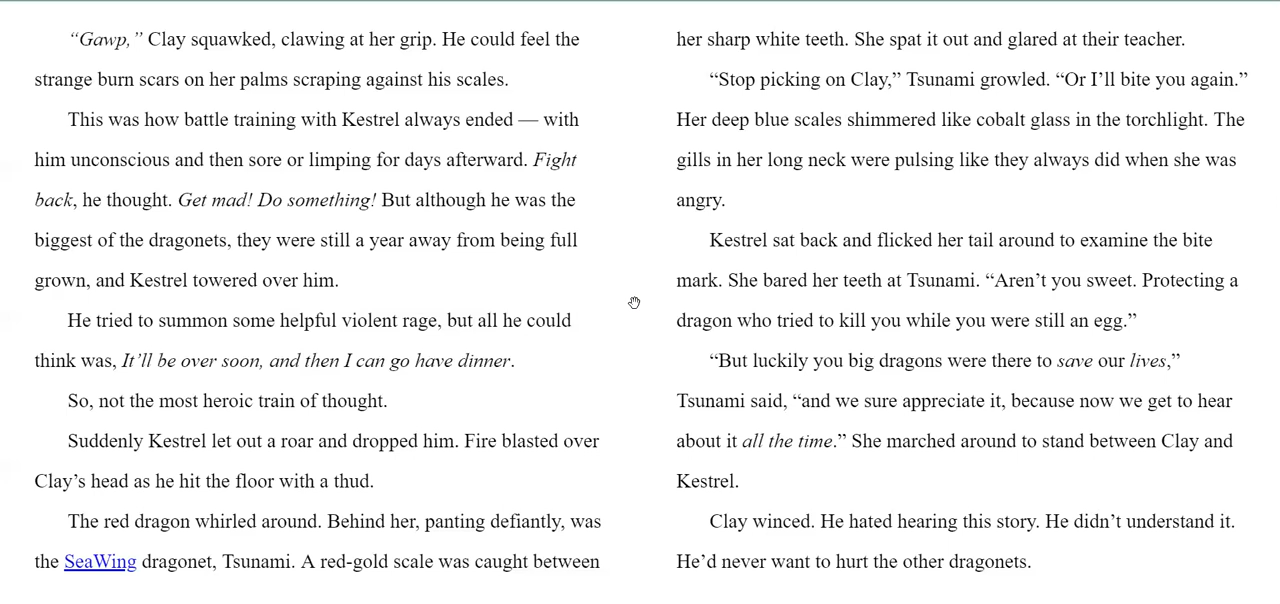 “Gawp,” Clay squawked, clawing at her grip. He could feel the
strange burn scars on her palms scraping against his scales.
This was how battle training with Kestrel always ended — with
him unconscious and then sore or limping for days afterward. Fight
back, he thought. Get mad! Do something! But although he was the
biggest of the dragonets, they were still a year away from being full
grown, and Kestrel towered over him.
He tried to summon some helpful violent rage, but all he could
think was, It’ll be over soon, and then I can go have dinner.
So, not the most heroic train of thought.
Suddenly Kestrel let out a roar and dropped him. Fire blasted over
Clay’s head as he hit the floor with a thud.
The red dragon whirled around. Behind her, panting defiantly, was
the SeaWing dragonet, Tsunami. A red-gold scale was caught between
her sharp white teeth. She spat it out and glared at their teacher.
“Stop picking on Clay,” Tsunami growled. “Or I’ll bite you again.”
Her deep blue scales shimmered like cobalt glass in the torchlight. The
gills in her long neck were pulsing like they always did when she was
angry.
Kestrel sat back and flicked her tail around to examine the bite
mark. She bared her teeth at Tsunami. “Aren’t you sweet. Protecting a
dragon who tried to kill you while you were still an egg.”
“But luckily you big dragons were there to save our lives,”
Tsunami said, “and we sure appreciate it, because now we get to hear
about it all the time.” She marched around to stand between Clay and
Kestrel.
Clay winced. He hated hearing this story. He didn’t understand it.
He’d never want to hurt the other dragonets.